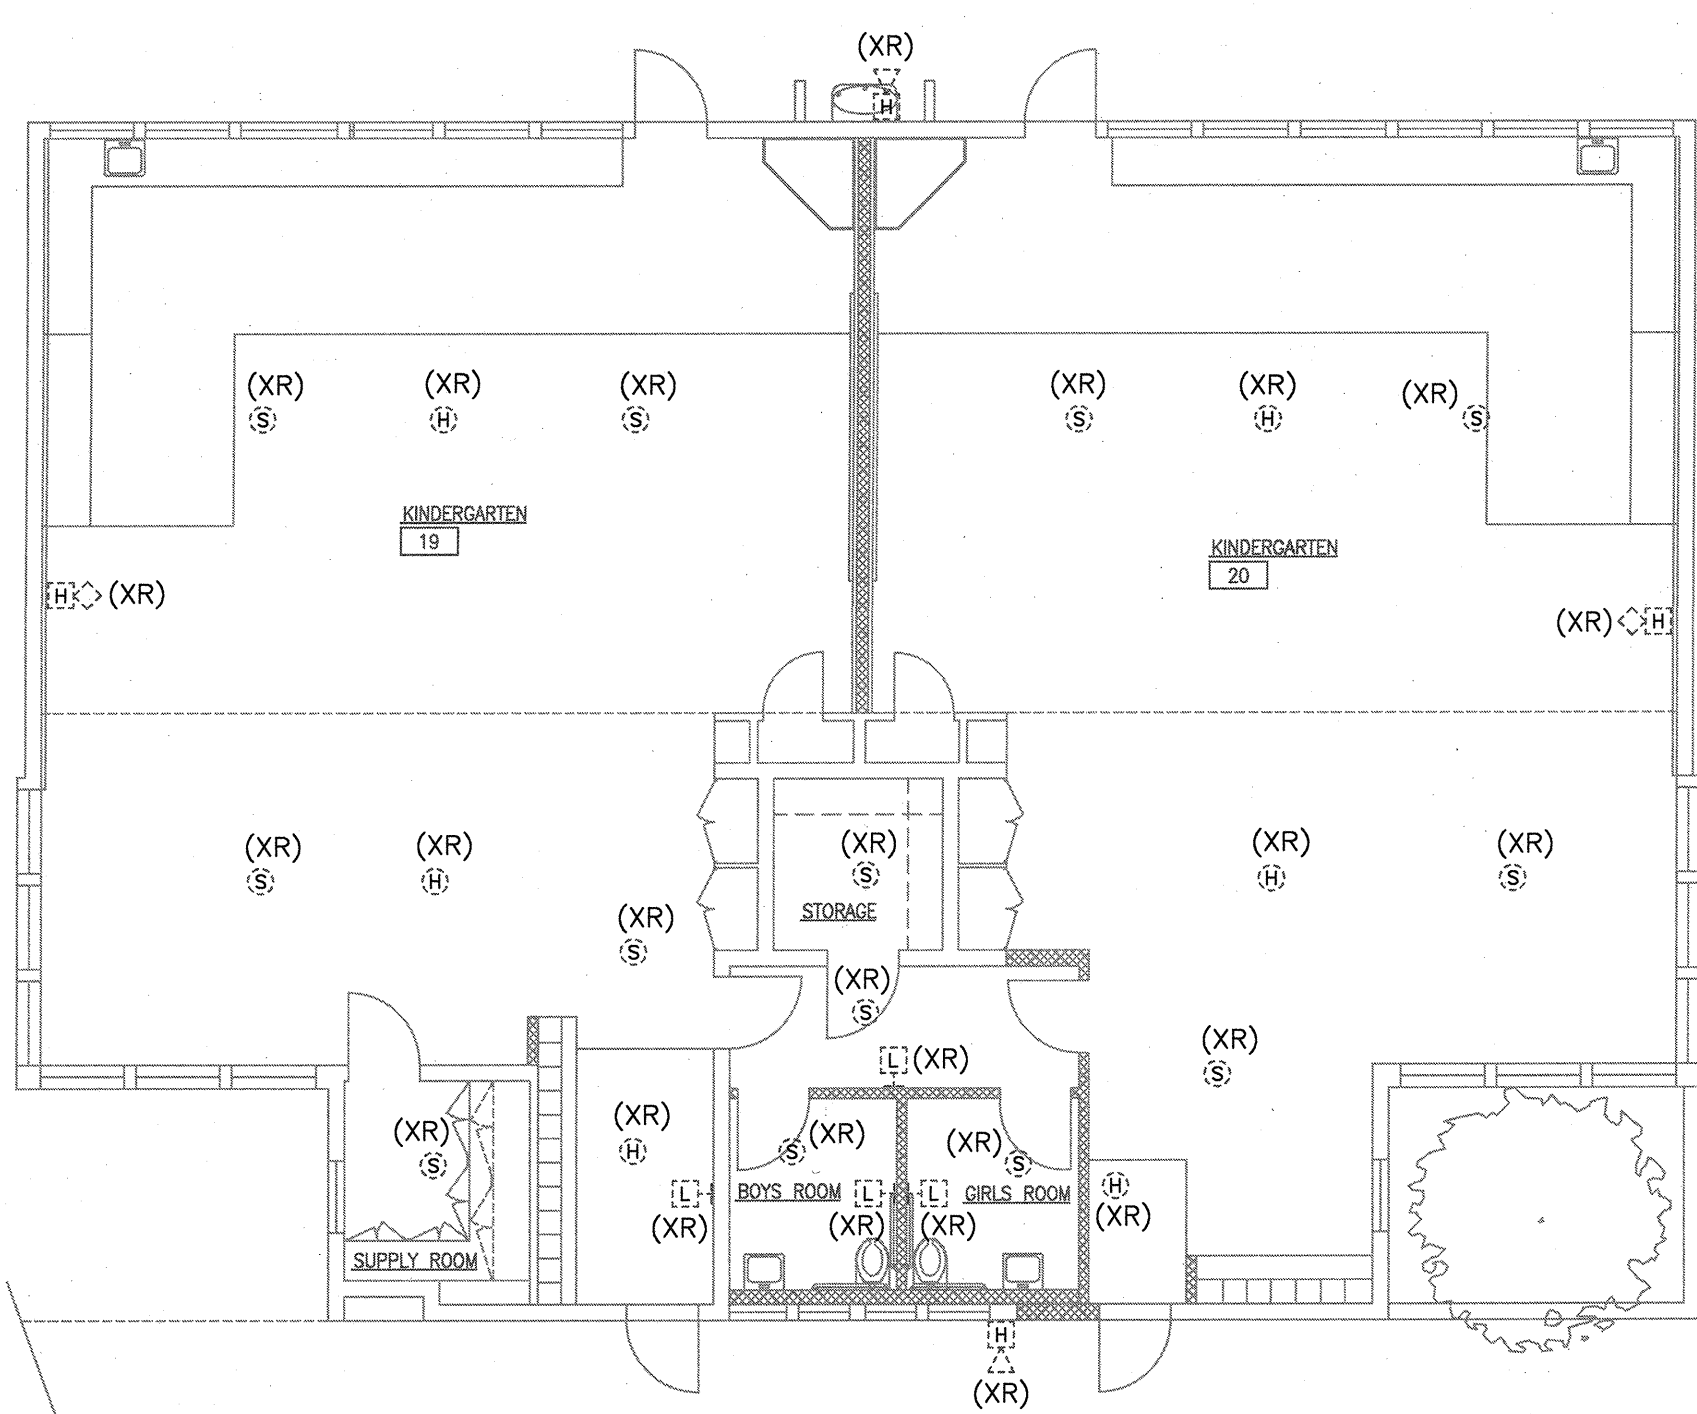 (XR)
H
(XR) (XR) (XR) (XR) (XR) (XR)
S H S S H S
KINDERGARTEN
19
KINDERGARTEN
20
H (XR)
(XR) H
(XR) (XR) (XR) (XR) (XR)
S H S H S
STORAGE
(XR)
S
(XR)
S
(XR)
S
L (XR)
(XR)
S
(XR)
H
S (XR)
(XR)
S
L
(XR)
BOYS ROOM
L
(XR)
L
(XR)
GIRLS ROOM
H
(XR)
SUPPLY ROOM
H
(XR)